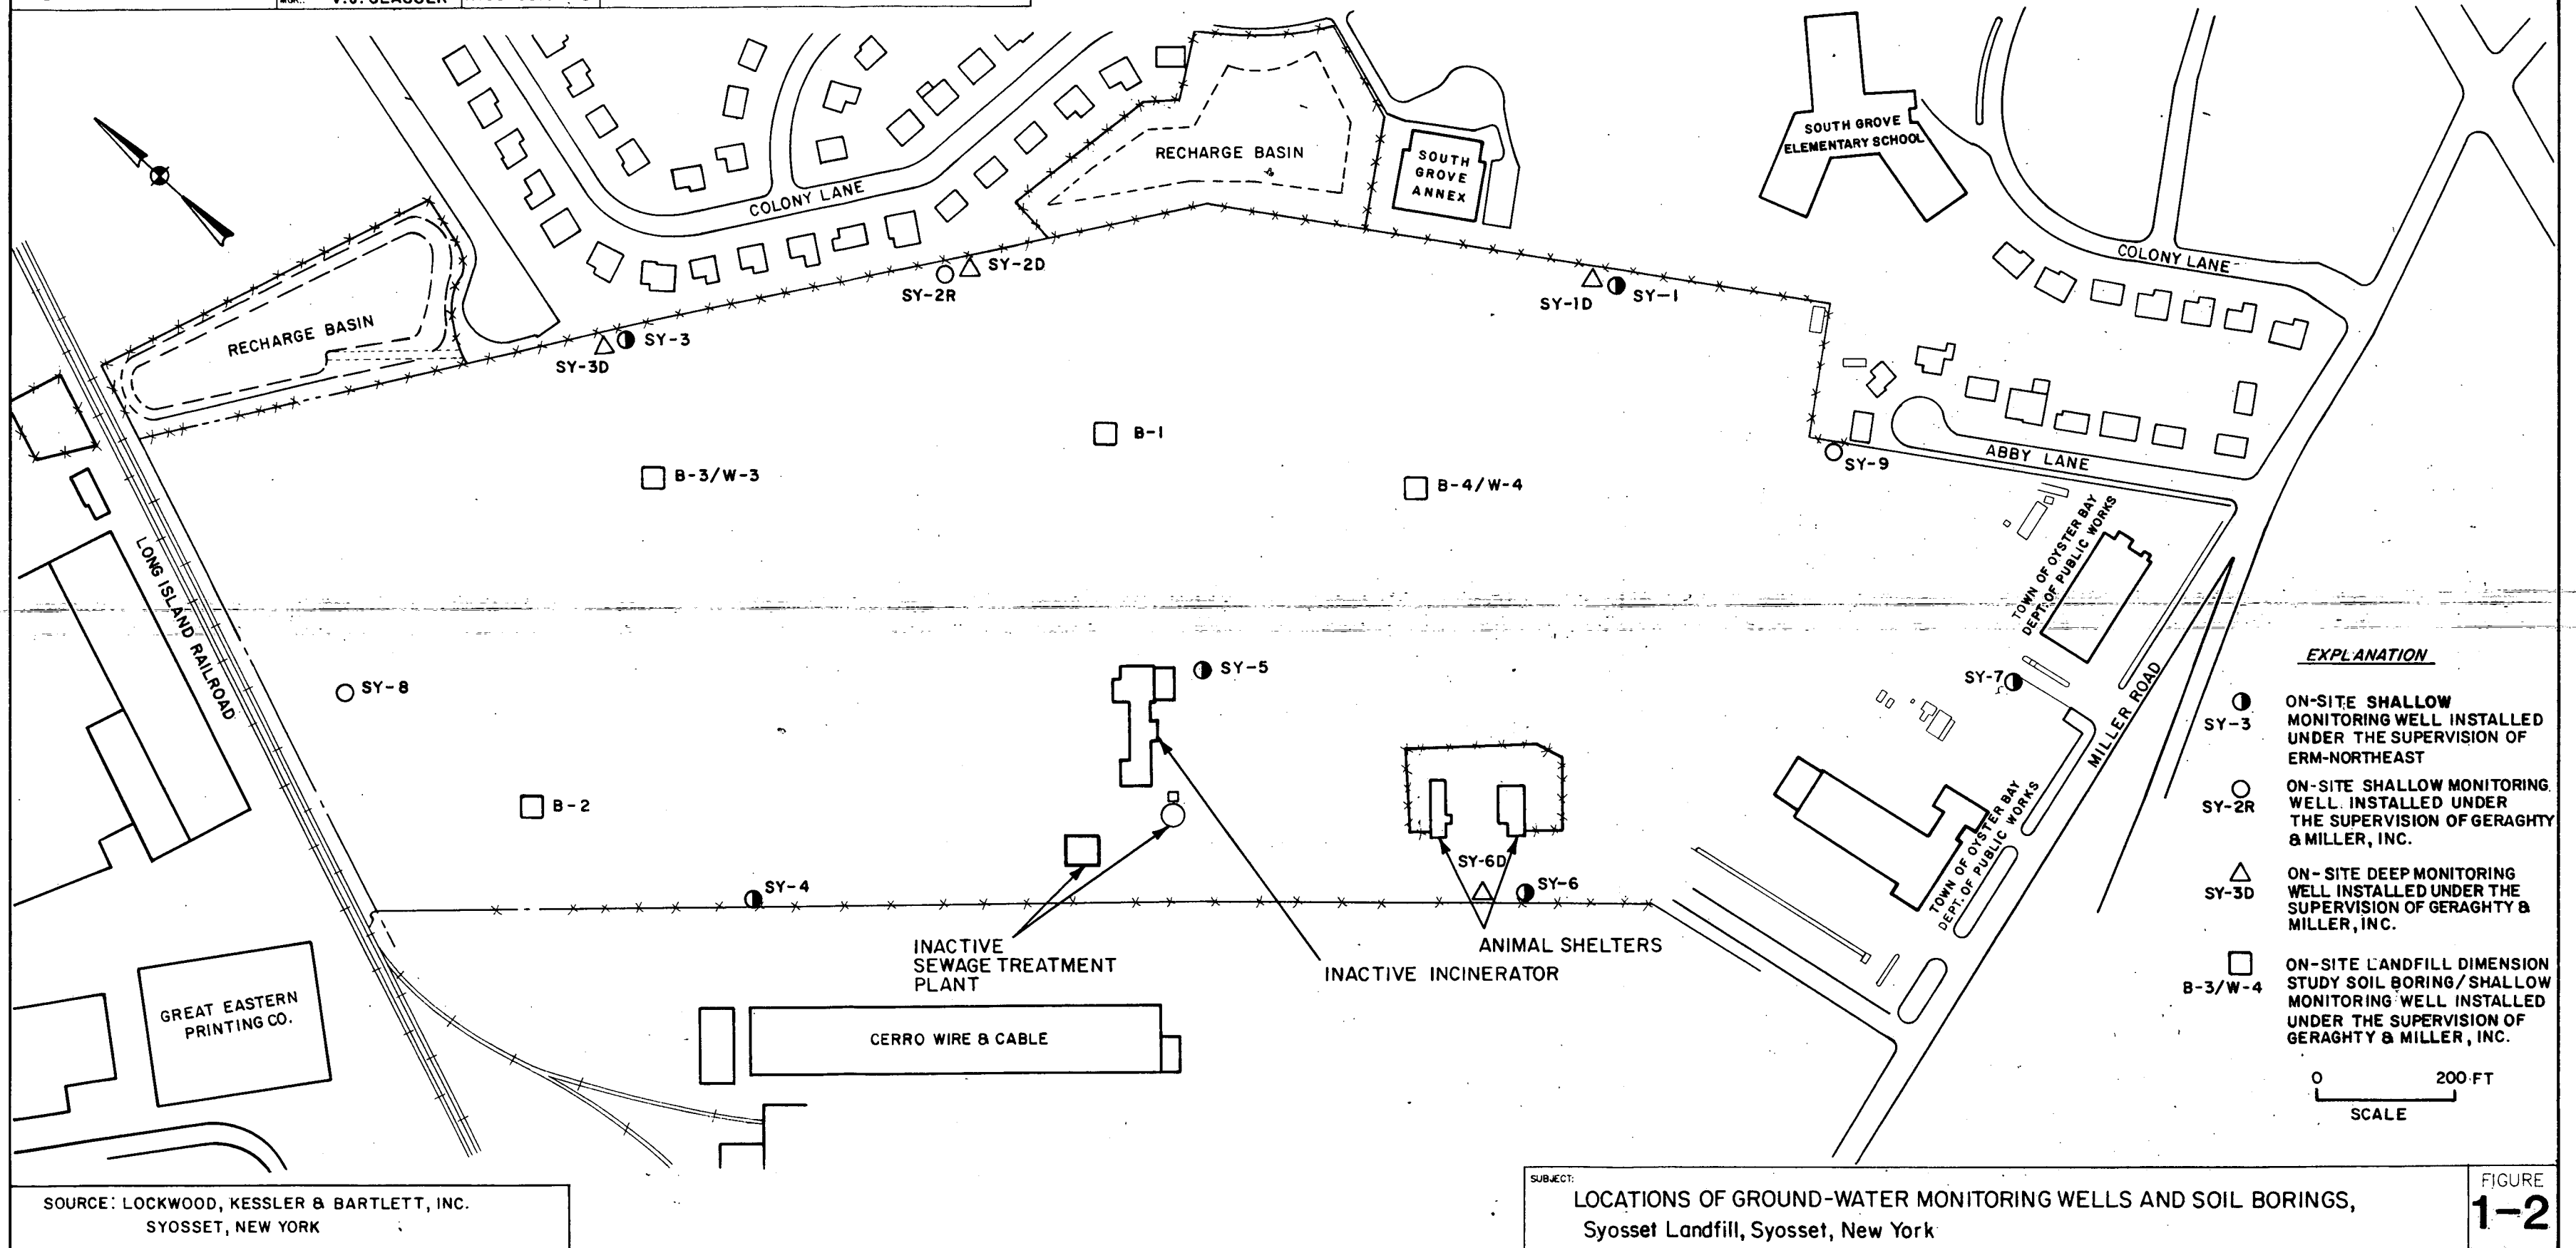 RECHARGE BASIN
SOUTH
GROVE
ANNEX
SOUTH GROVE
ELEMENTARY SCHOOL
COLONY LANE
COLONY LANE
RECHARGE BASIN
SY-2D
SY-2R
SY-1D
SY-1
SY-3
SY-3D
B-1
B-3/W-3
B-4/W-4
SY-9
ABBY LANE
TOWN OF OYSTER BAY
DEPT. OF PUBLIC WORKS
LONG ISLAND RAILROAD
SY-8
SY-5
SY-7
MILLER ROAD
B-2
SY-4
SY-6D
SY-6
TOWN OF OYSTER BAY
DEPT. OF PUBLIC WORKS
INACTIVE
SEWAGE TREATMENT
PLANT
INACTIVE INCINERATOR
ANIMAL SHELTERS
GREAT EASTERN
PRINTING CO.
CERRO WIRE & CABLE
EXPLANATION
SY-3
ON-SITE SHALLOW
MONITORING WELL INSTALLED
UNDER THE SUPERVISION OF
ERM-NORTHEAST
SY-2R
ON-SITE SHALLOW MONITORING
WELL INSTALLED UNDER
THE SUPERVISION OF GERAGHTY
& MILLER, INC.
SY-3D
ON-SITE DEEP MONITORING
WELL INSTALLED UNDER THE
SUPERVISION OF GERAGHTY &
MILLER, INC.
B-3/W-4
ON-SITE LANDFILL DIMENSION
STUDY SOIL BORING/SHALLOW
MONITORING WELL INSTALLED
UNDER THE SUPERVISION OF
GERAGHTY & MILLER, INC.
0 200 FT
SCALE
SOURCE: LOCKWOOD, KESSLER & BARTLETT, INC.
SYOSSET, NEW YORK
SUBJECT:
LOCATIONS OF GROUND-WATER MONITORING WELLS AND SOIL BORINGS,
Syosset Landfill, Syosset, New York
FIGURE
1-2